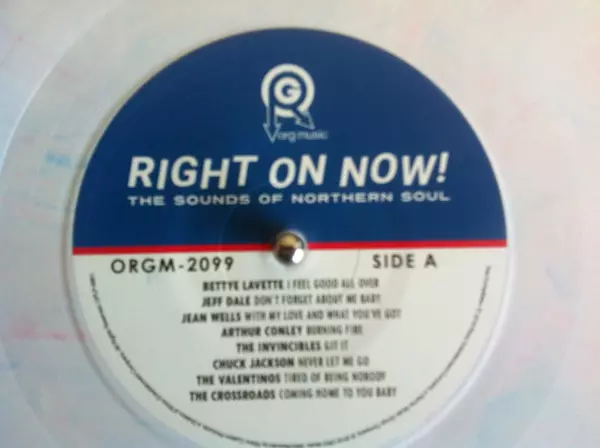 GR
org music
RIGHT ON NOW!
THE SOUNDS OF NORTHERN SOUL
ORGM-2099 SIDE A
BETTYE LAVETTE I FEEL GOOD ALL OVER
JEFF DALE DON'T FORGET ABOUT ME BABY
JEAN WELLS WITH MY LOVE AND WHAT YOU'VE GOT
ARTHUR CONLEY BURNING FIRE
THE INVINCIBLES GIT IT
CHUCK JACKSON NEVER LET ME GO
THE VALENTINOS TIRED OF BEING NOBODY
THE CROSSROADS COMING HOME TO YOU BABY